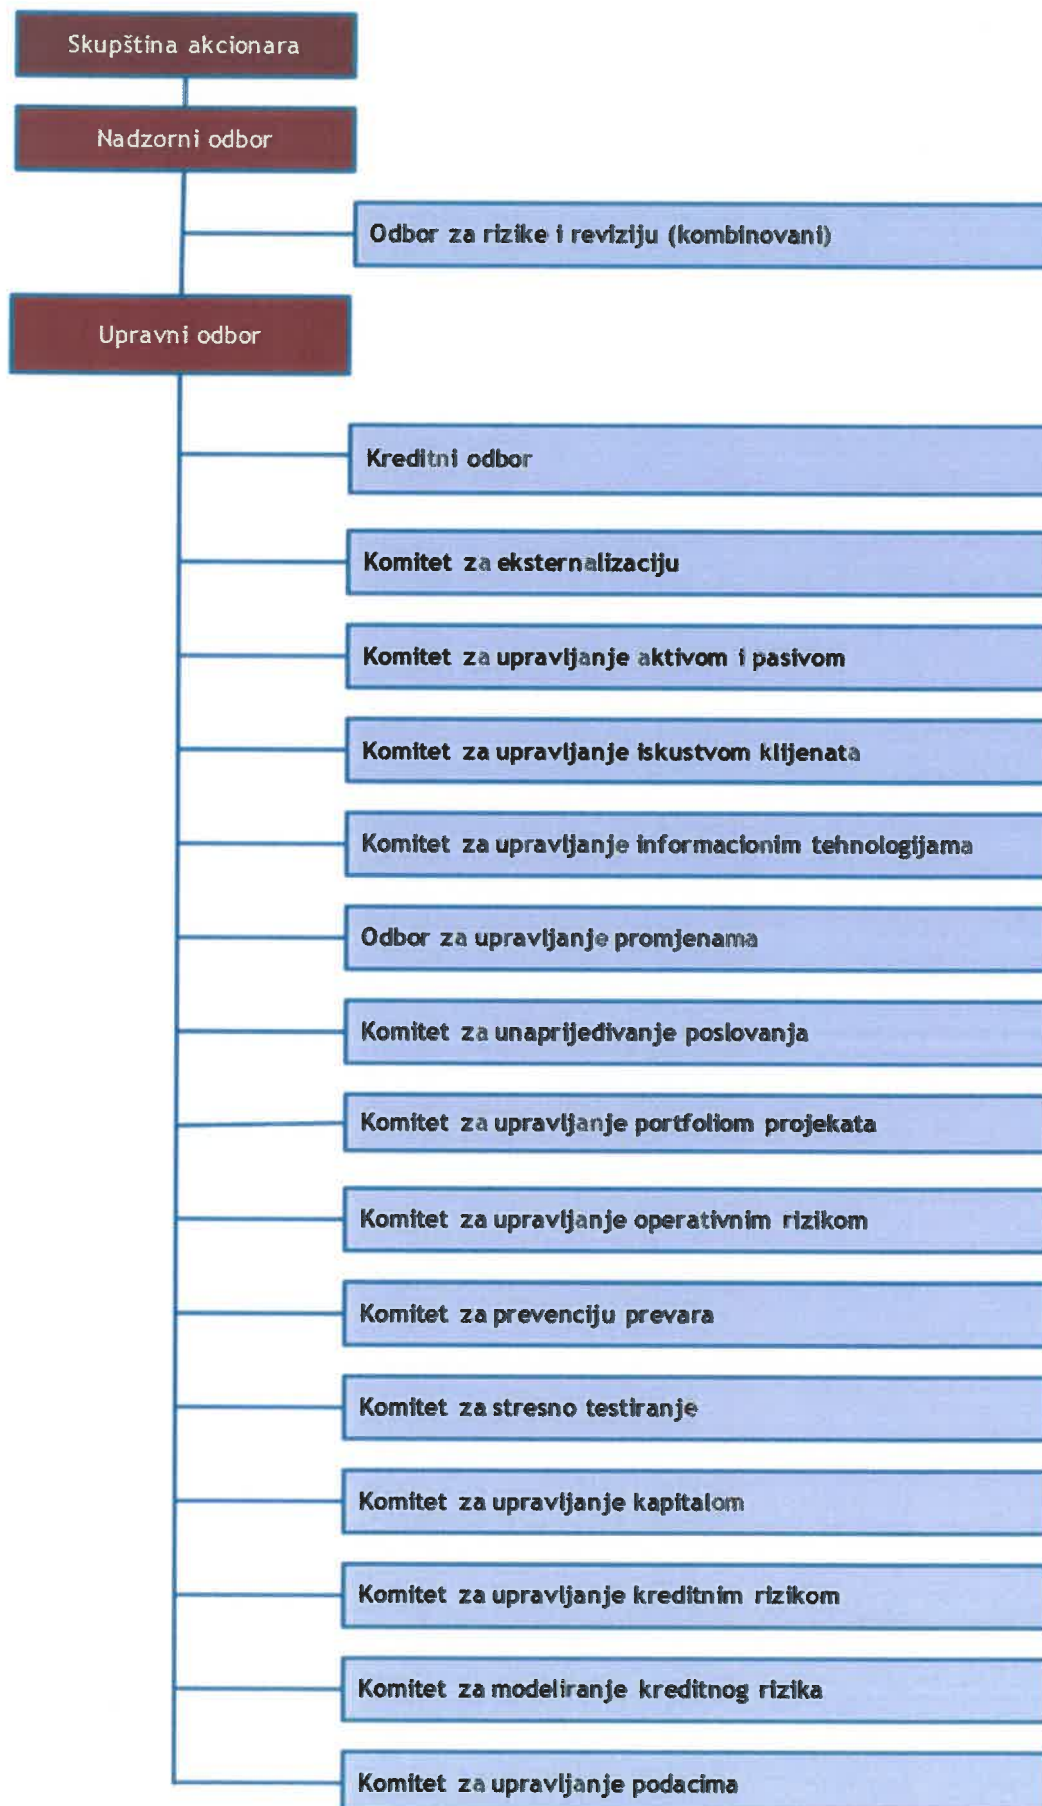 Skupština akcionara
Nadzorni odbor
Odbor za rizike i reviziju (kombinovani)
Upravni odbor
Kreditni odbor
Komitet za eksternalizaciju
Komitet za upravljanje aktivom i pasivom
Komitet za upravljanje iskustvom klijenata
Komitet za upravljanje informacionim tehnologijama
Odbor za upravljanje promjenama
Komitet za unaprijeđivanje poslovanja
Komitet za upravljanje portfoliom projekata
Komitet za upravljanje operativnim rizikom
Komitet za prevenciju prevara
Komitet za stresno testiranje
Komitet za upravljanje kapitalom
Komitet za upravljanje kreditnim rizikom
Komitet za modeliranje kreditnog rizika
Komitet za upravljanje podacima